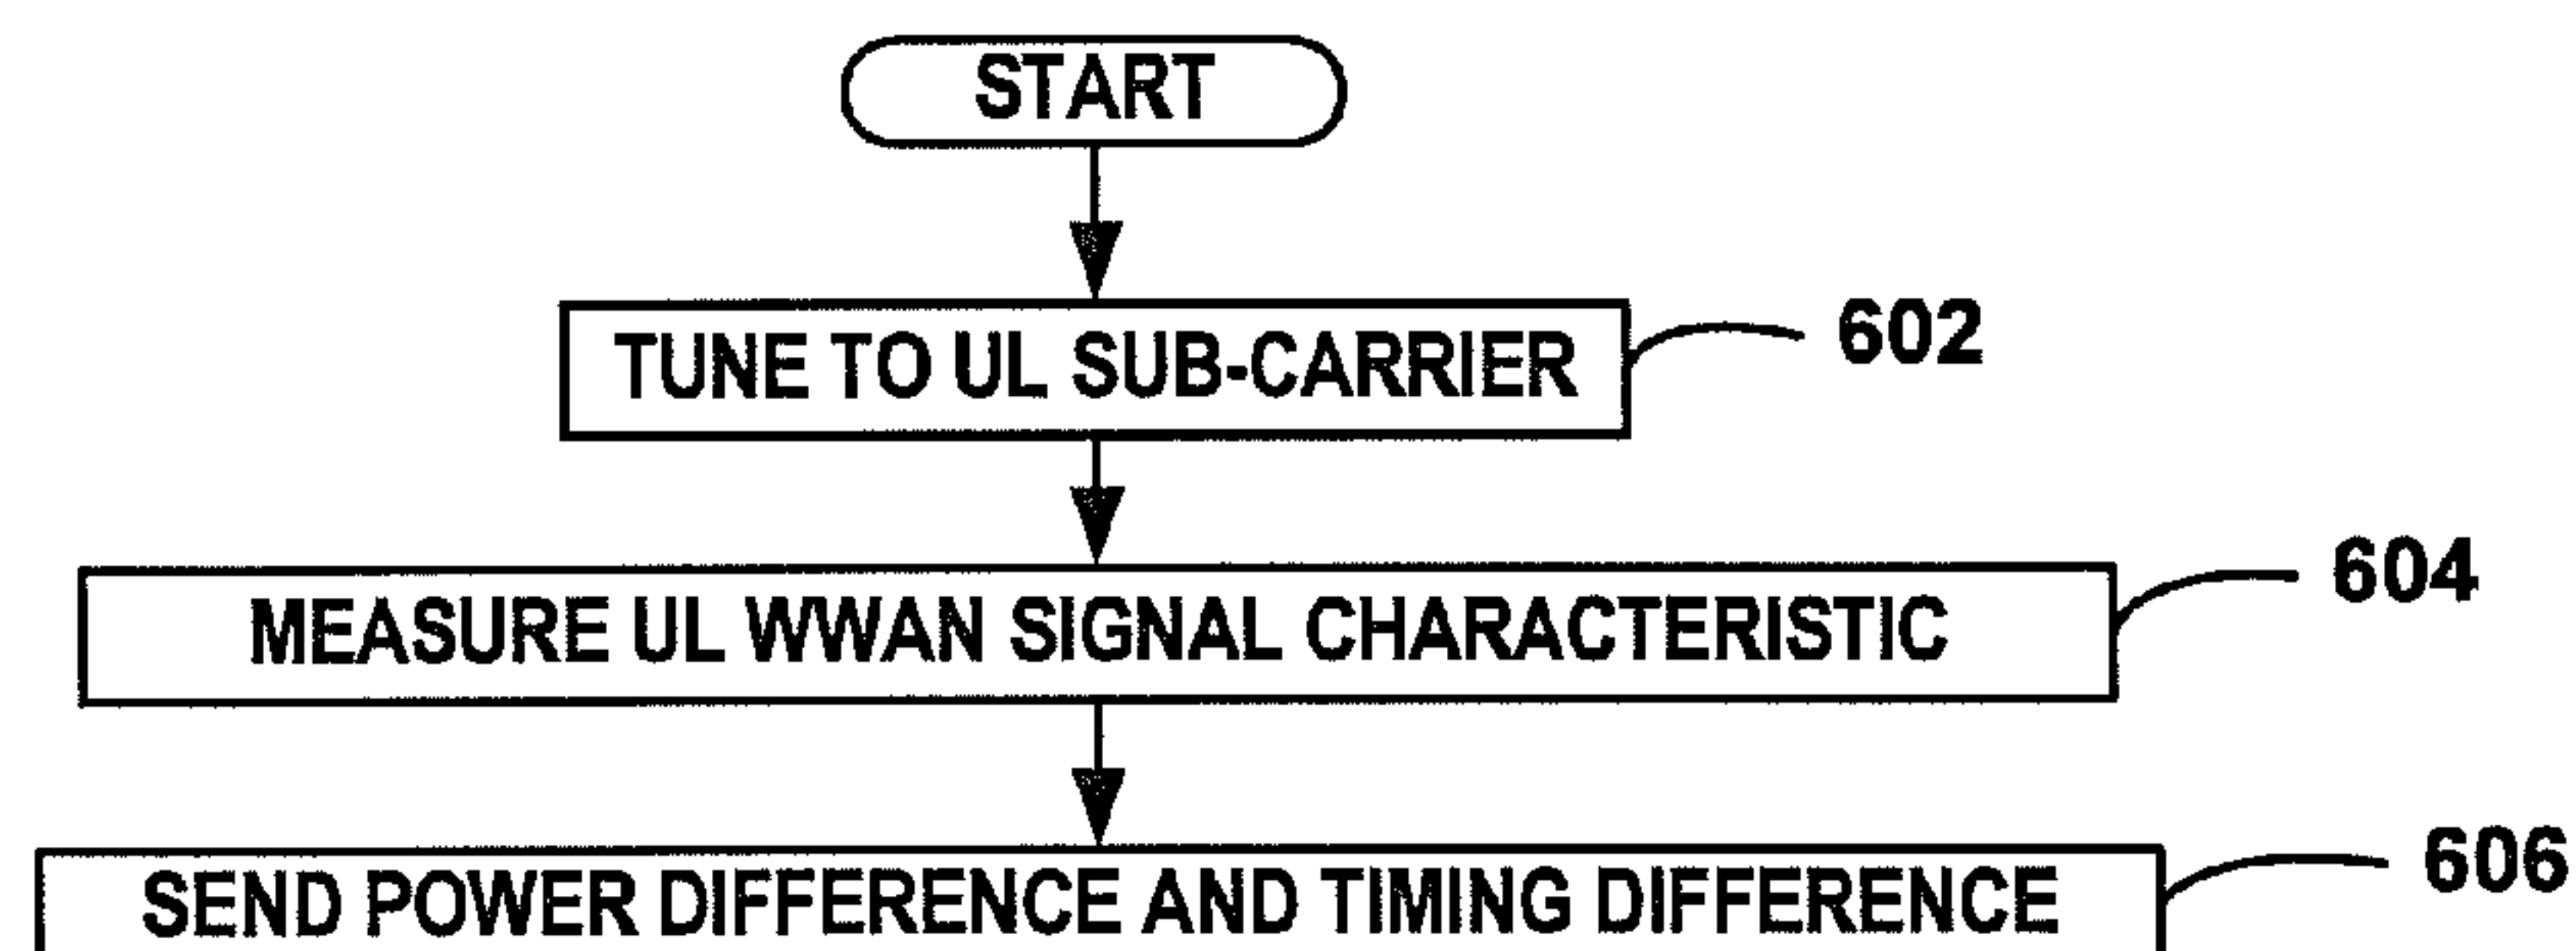 START
TUNE TO UL SUB-CARRIER
602
MEASURE UL WWAN SIGNAL CHARACTERISTIC
604
SEND POWER DIFFERENCE AND TIMING DIFFERENCE
606